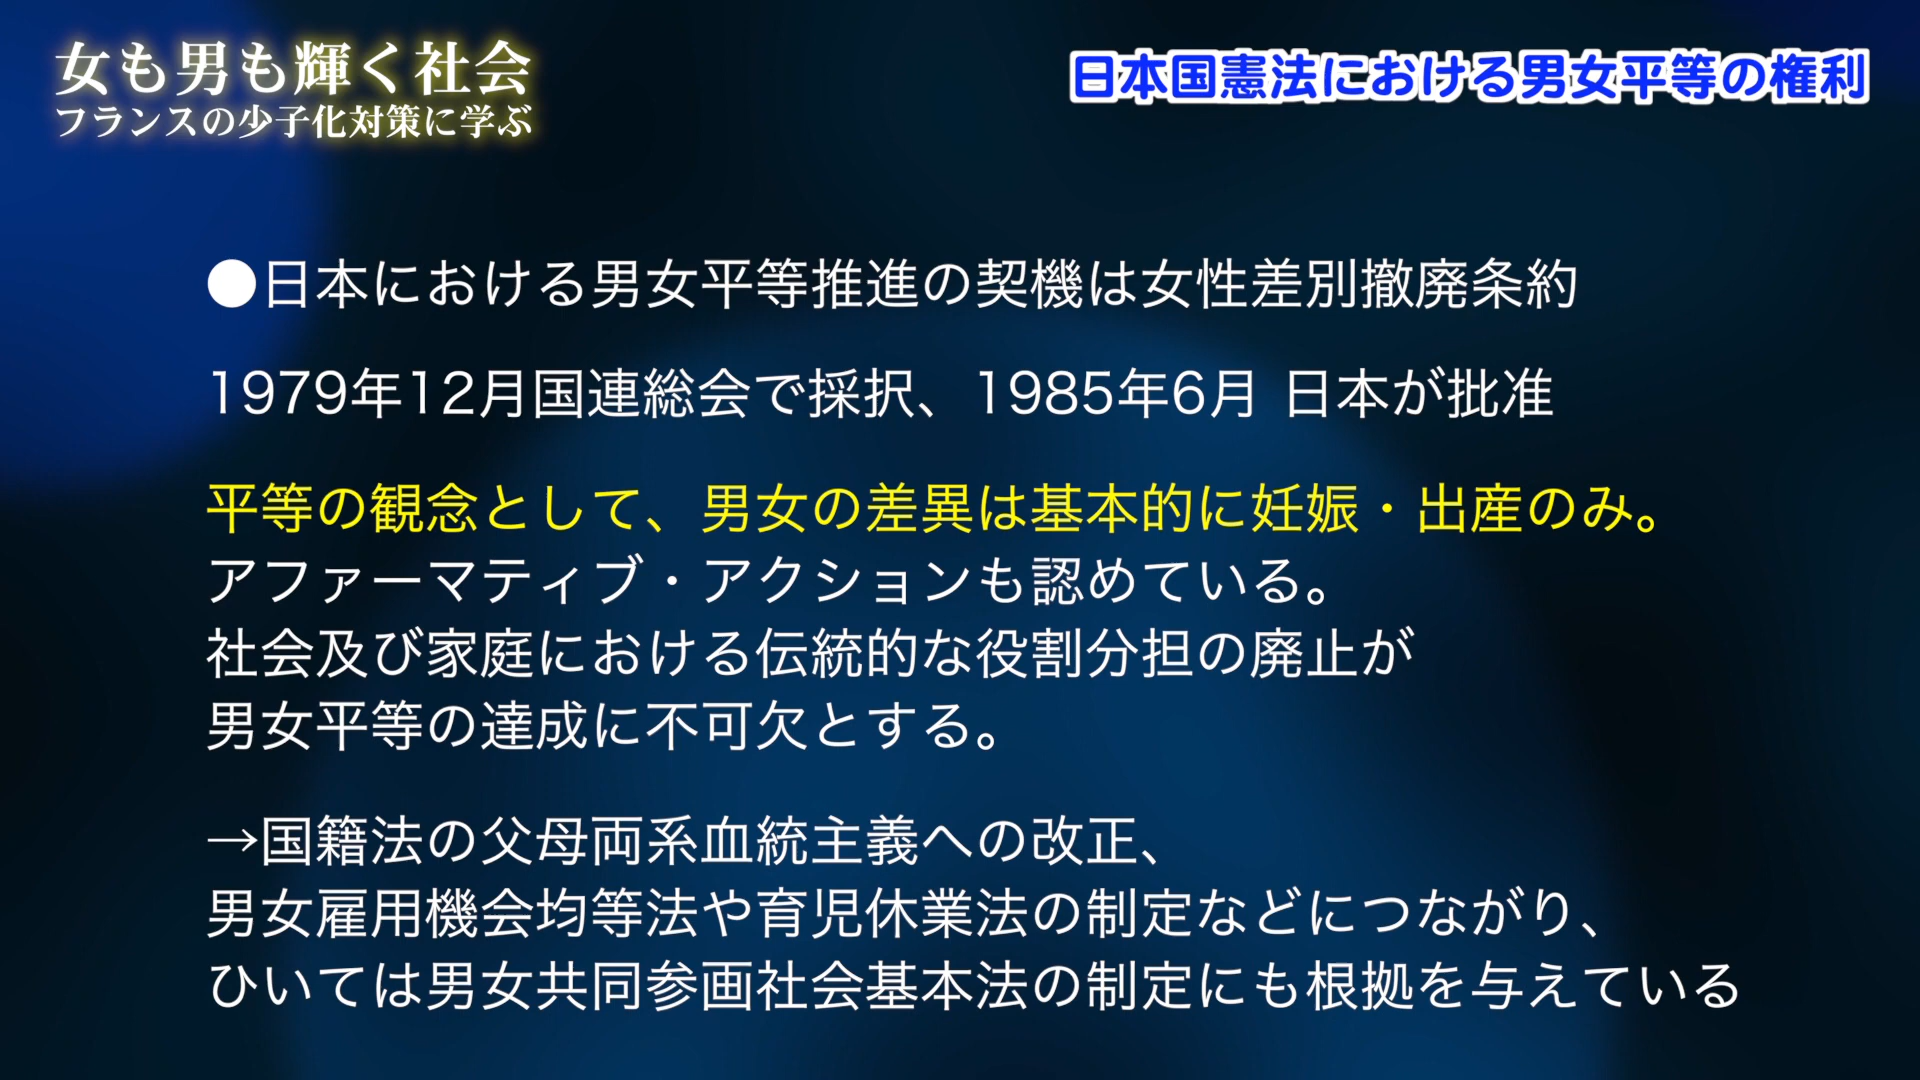 女も男も輝く社会
フランスの少子化対策に学ぶ
日本国憲法における男女平等の権利
●日本における男女平等推進の契機は女性差別撤廃条約
1979年12月国連総会で採択、1985年6月 日本が批准
平等の観念として、男女の差異は基本的に妊娠・出産のみ。
アファーマティブ・アクションも認めている。
社会及び家庭における伝統的な役割分担の廃止が
男女平等の達成に不可欠とする。
→国籍法の父母両系血統主義への改正、
男女雇用機会均等法や育児休業法の制定などにつながり、
ひいては男女共同参画社会基本法の制定にも根拠を与えている